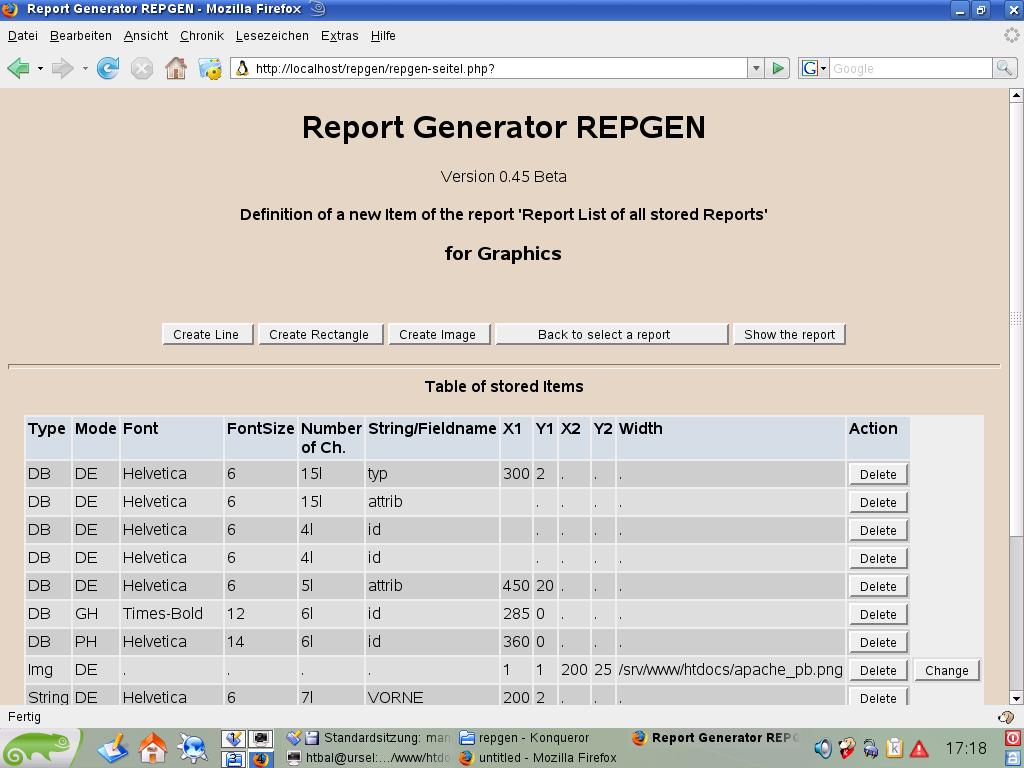 Report Generator REPGEN - Mozilla Firefox
Datei Bearbeiten Ansicht Chronik Lesezeichen Extras Hilfe
http://localhost/repgen/repgen-seitel.php? G Google
Report Generator REPGEN
Version 0.45 Beta
Definition of a new Item of the report 'Report List of all stored Reports'
for Graphics
Create Line Create Rectangle Create Image Back to select a report Show the report
Table of stored Items
Type Mode Font FontSize Number of Ch. String/Fieldname X1 Y1 X2 Y2 Width Action
DB DE Helvetica 6 15l typ 300 2 . . . Delete
DB DE Helvetica 6 15l attrib . . . . Delete
DB DE Helvetica 6 4l id . . . . Delete
DB DE Helvetica 6 4l id . . . . Delete
DB DE Helvetica 6 5l attrib 450 20 . . . Delete
DB GH Times-Bold 12 6l id 285 0 . . . Delete
DB PH Helvetica 14 6l id 360 0 . . . Delete
Img DE . . . . 1 1 200 25 /srv/www/htdocs/apache_pb.png Delete Change
String DE Helvetica 6 7l VORNE 200 2 . . . Delete
Fertig
Standardsitzung: man repgen - Konqueror Report Generator REPG
htbal@ursel:.../www/htdo untitled - Mozilla Firefox
17:18